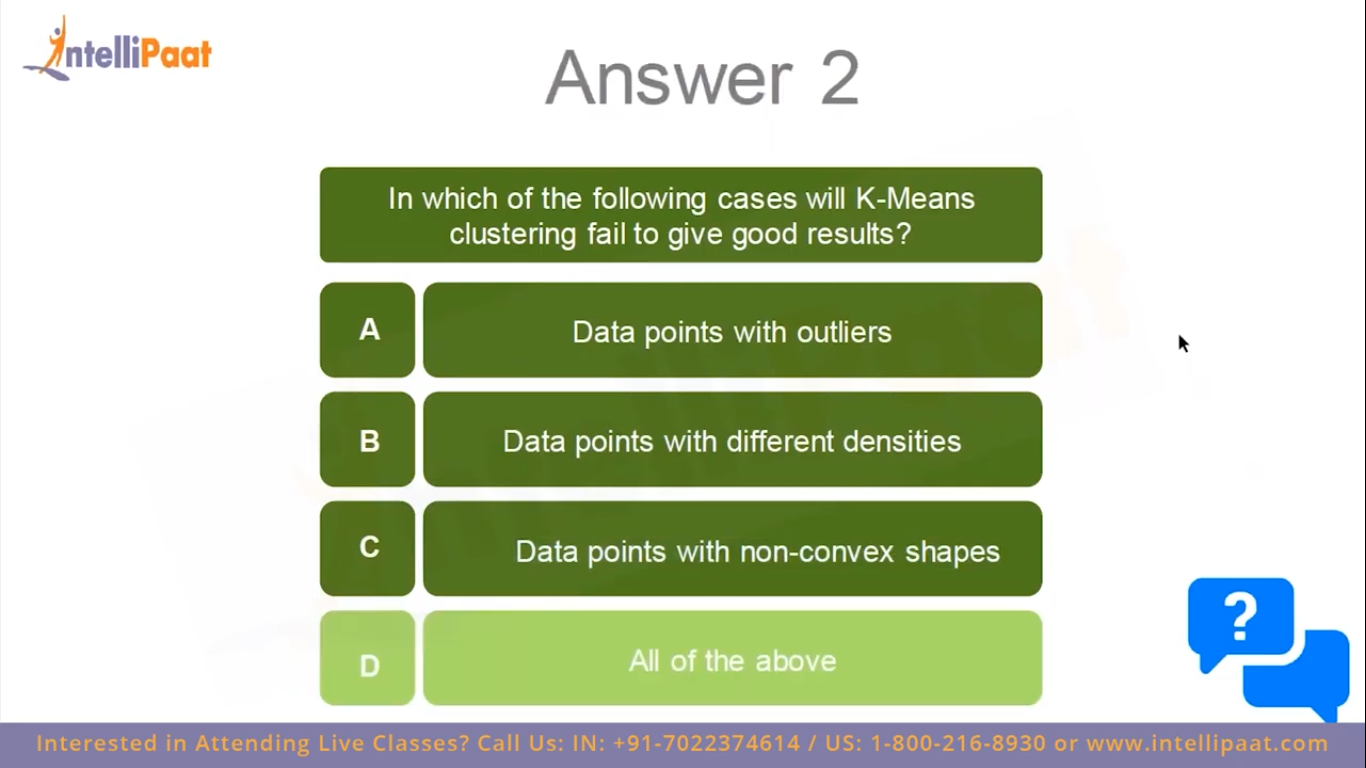 IntelliPaat
Answer 2
In which of the following cases will K-Means
clustering fail to give good results?
A
Data points with outliers
B
Data points with different densities
C
Data points with non-convex shapes
D
All of the above
?
Interested in Attending Live Classes? Call Us: IN: +91-7022374614 / US: 1-800-216-8930 or www.intellipaat.com